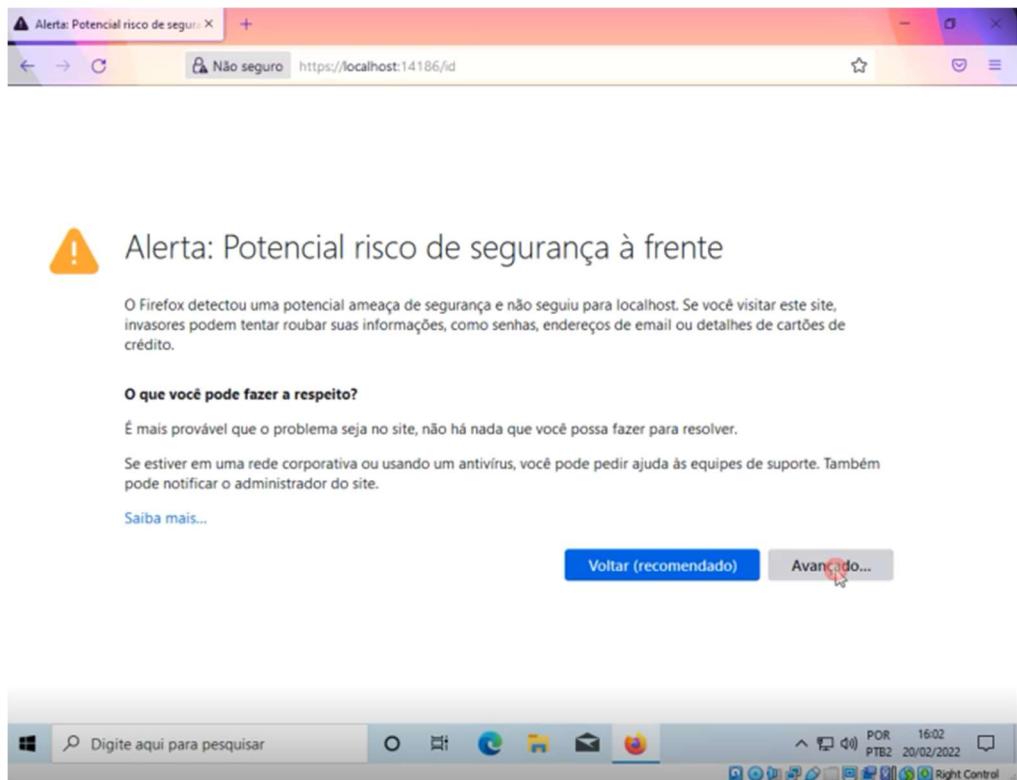 Alerta: Potencial risco de segur
Não seguro https://localhost:14186/id
Alerta: Potencial risco de segurança à frente
O Firefox detectou uma potencial ameaça de segurança e não seguiu para localhost. Se você visitar este site,
invasores podem tentar roubar suas informações, como senhas, endereços de email ou detalhes de cartões de
crédito.
O que você pode fazer a respeito?
É mais provável que o problema seja no site, não há nada que você possa fazer para resolver.
Se estiver em uma rede corporativa ou usando um antivírus, você pode pedir ajuda às equipes de suporte. Também
pode notificar o administrador do site.
Saiba mais...
Voltar (recomendado) Avançado...
Digite aqui para pesquisar
POR 16:02
PTB2 20/02/2022
Right Control